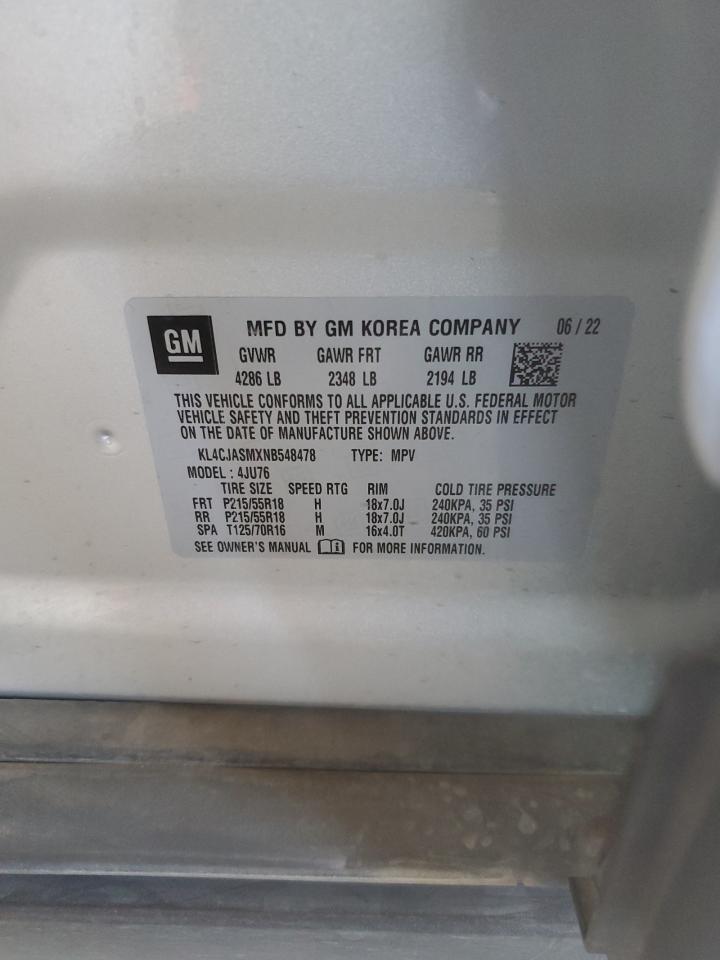 GM MFD BY GM KOREA COMPANY 06 / 22
GVWR GAWR FRT GAWR RR
4286 LB 2348 LB 2194 LB
THIS VEHICLE CONFORMS TO ALL APPLICABLE U.S. FEDERAL MOTOR
VEHICLE SAFETY AND THEFT PREVENTION STANDARDS IN EFFECT
ON THE DATE OF MANUFACTURE SHOWN ABOVE.
KL4CJASMXNB548478 TYPE: MPV
MODEL : 4JU76
TIRE SIZE SPEED RTG RIM COLD TIRE PRESSURE
FRT P215/55R18 H 18x7.0J 240KPA, 35 PSI
RR P215/55R18 H 18x7.0J 240KPA, 35 PSI
SPA T125/70R16 M 16x4.0T 420KPA, 60 PSI
SEE OWNER'S MANUAL FOR MORE INFORMATION.